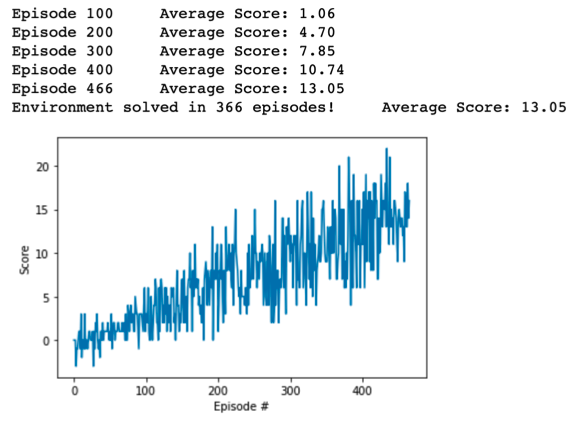 Episode 100 Average Score: 1.06
Episode 200 Average Score: 4.70
Episode 300 Average Score: 7.85
Episode 400 Average Score: 10.74
Episode 466 Average Score: 13.05
Environment solved in 366 episodes! Average Score: 13.05
20
15
10
5
0
Score
0 100 200 300 400
Episode #